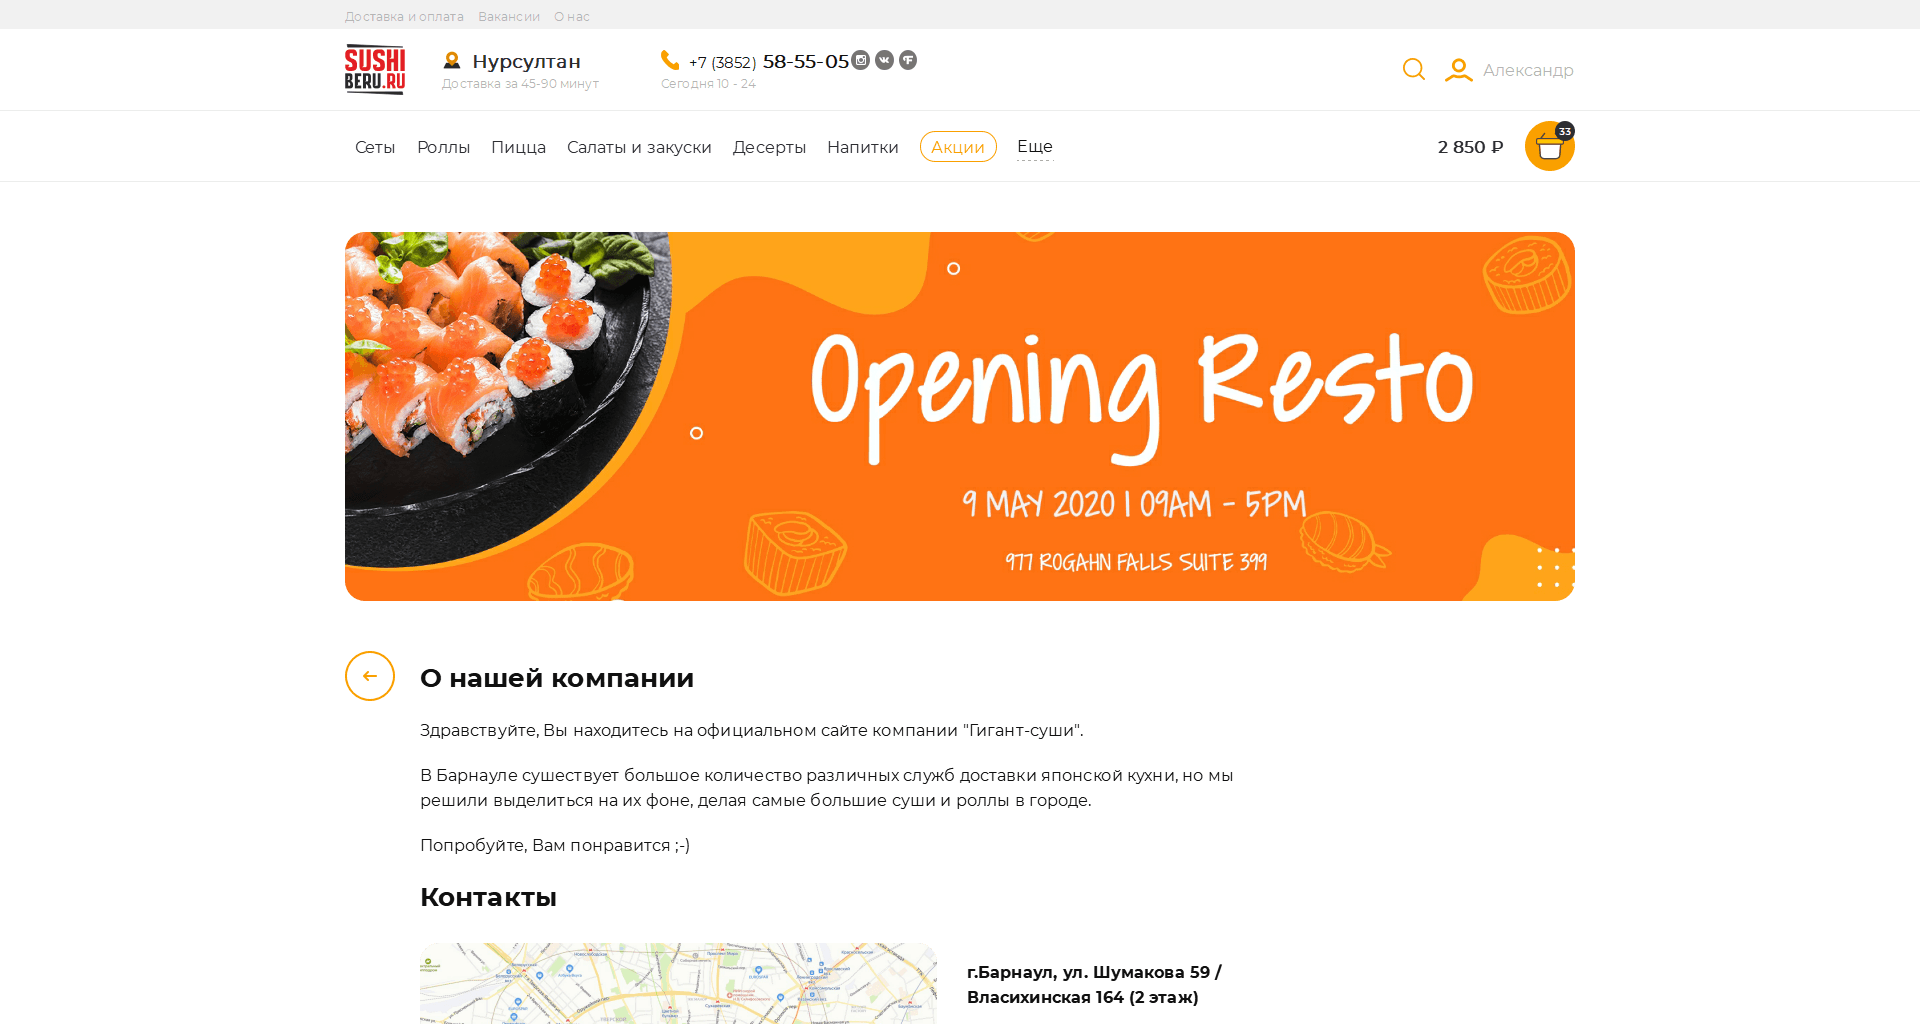 Доставка и оплата Вакансии О нас
SUSHI
BERU.RU
Нурсултан
Доставка за 45-90 минут
+7 (3852) 58-55-05
Сегодня 10 - 24
Александр
Сеты Роллы Пицца Салаты и закуски Десерты Напитки Акции Еще
2 850 ₽
33
Opening Resto
9 MAY 2020 | 09AM - 5PM
977 ROGAHN FALLS SUITE 399
О нашей компании
Здравствуйте, Вы находитесь на официальном сайте компании "Гигант-суши".
В Барнауле сушествует большое количество различных служб доставки японской кухни, но мы
решили выделиться на их фоне, делая самые большие суши и роллы в городе.
Попробуйте, Вам понравится ;-)
Контакты
г.Барнаул, ул. Шумакова 59 /
Власихинская 164 (2 этаж)